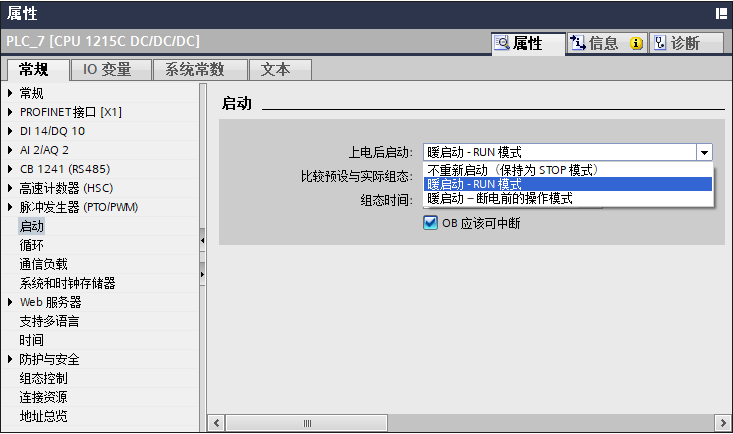 属性
PLC_7 [CPU 1215C DC/DC/DC]
属性
信息
诊断
常规
IO 变量
系统常数
文本
常规
PROFINET接口 [X1]
DI 14/DQ 10
AI 2/AQ 2
CB 1241 (RS485)
高速计数器 (HSC)
脉冲发生器 (PTO/PWM)
启动
循环
通信负载
系统和时钟存储器
Web 服务器
支持多语言
时间
防护与安全
组态控制
连接资源
地址总览
启动
上电后启动: 暖启动 - RUN 模式
比较预设与实际组态:
组态时间:
不重新启动（保持为 STOP 模式）
暖启动 - RUN 模式
暖启动 – 断电前的操作模式
OB 应该可中断